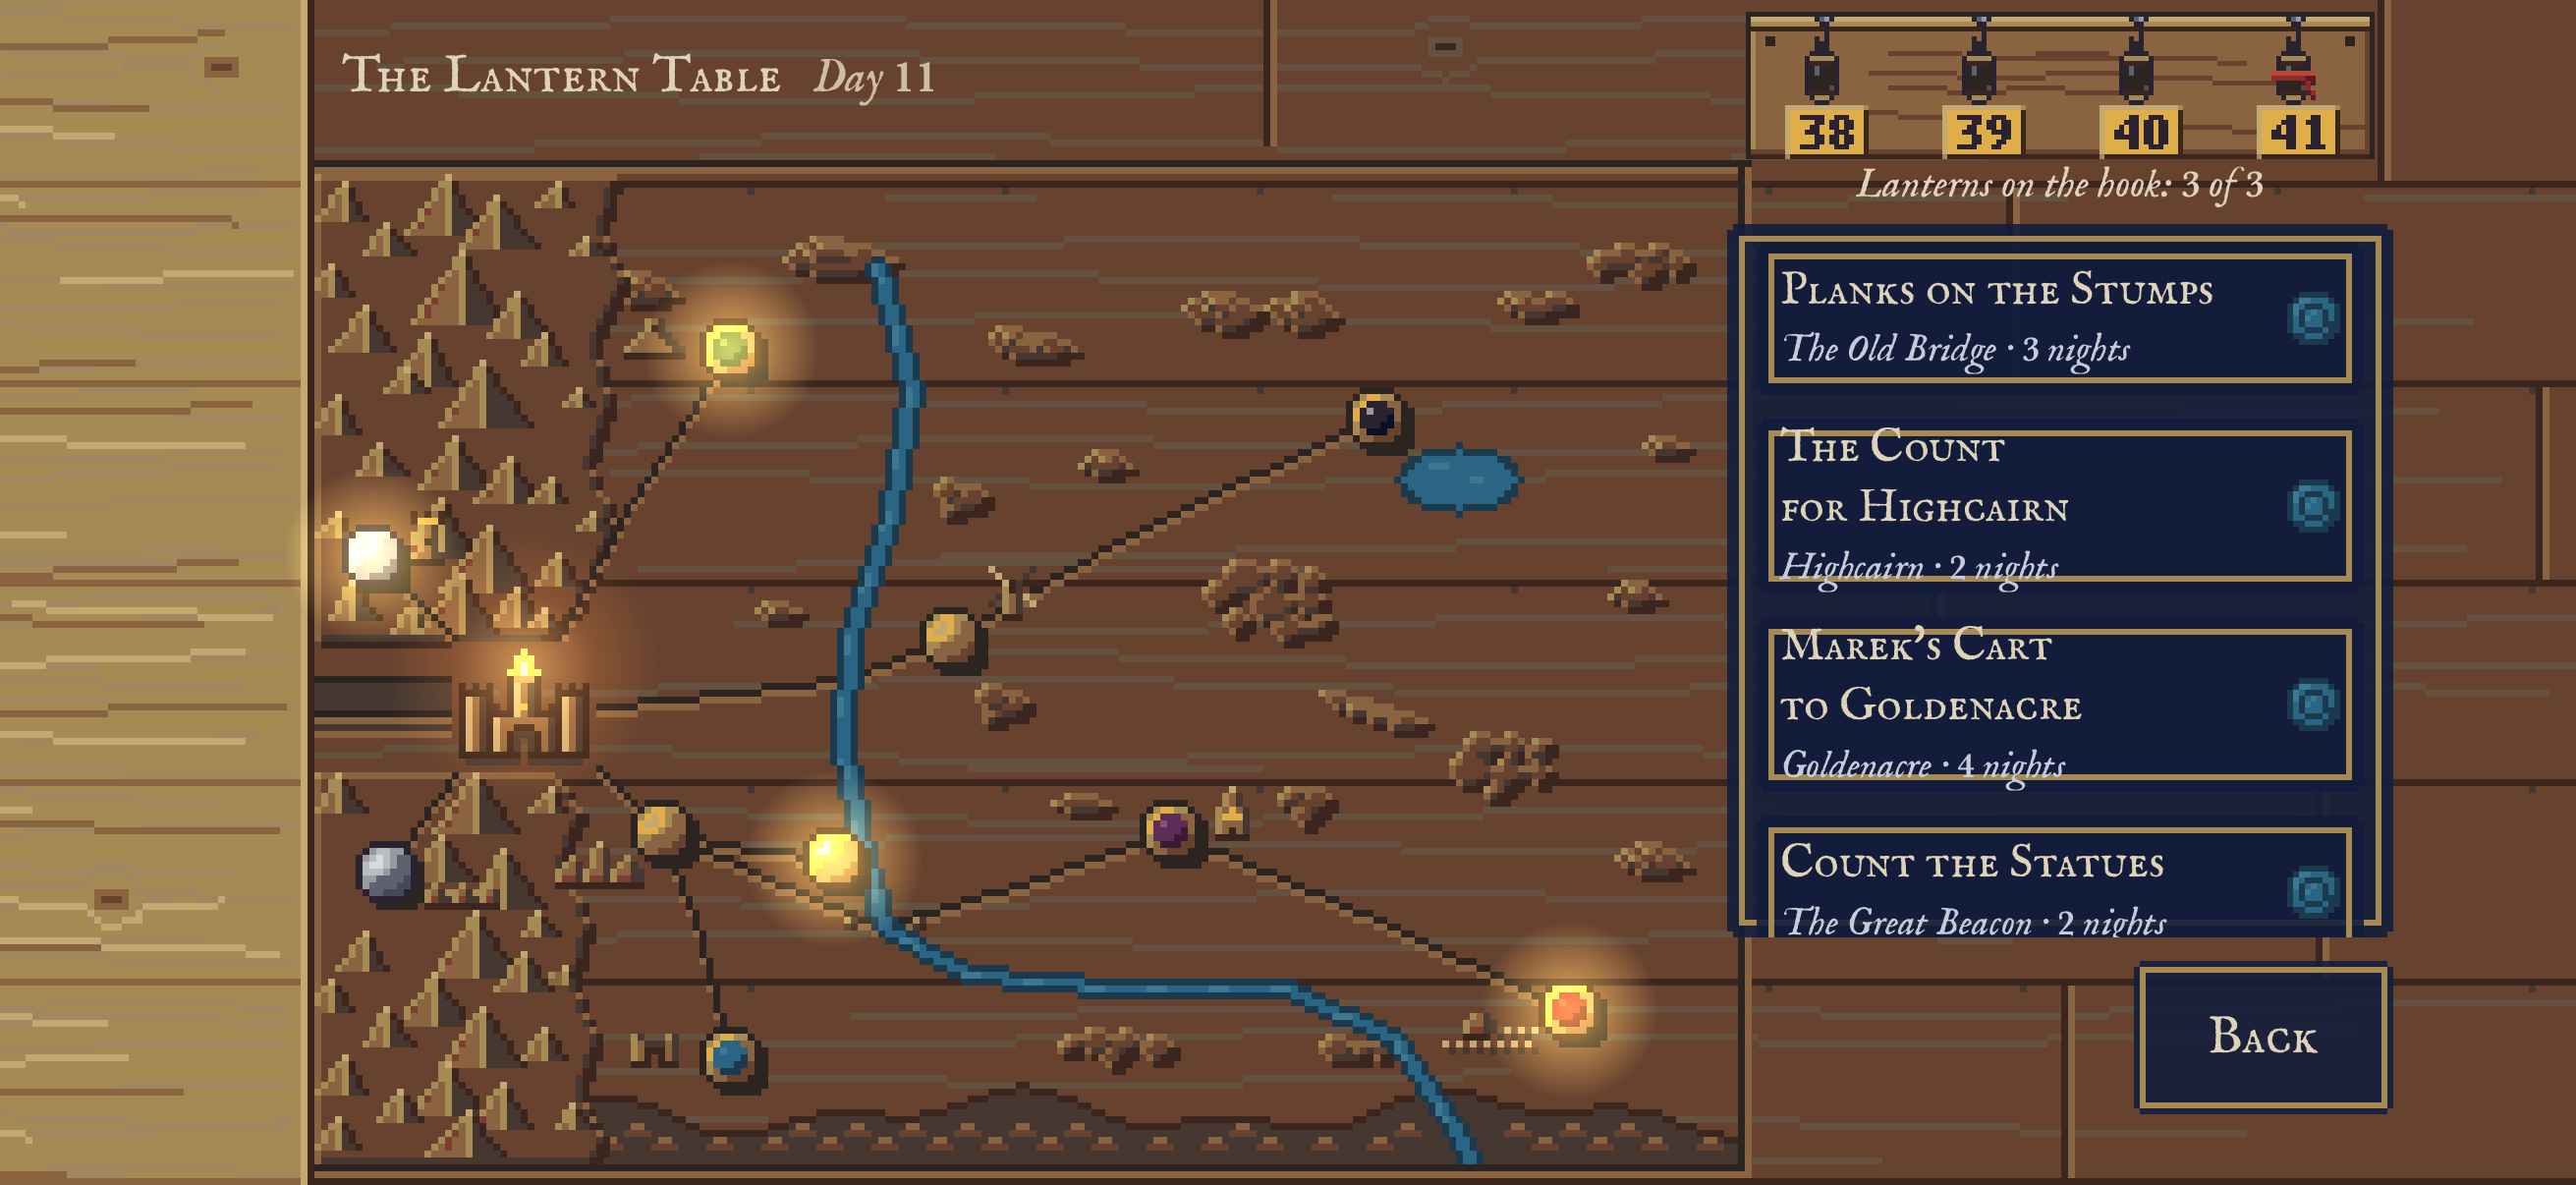 The Lantern Table Day 11
38 39 40 41
Lanterns on the hook: 3 of 3
Planks on the Stumps
The Old Bridge · 3 nights
The Count
for Highcairn
Highcairn · 2 nights
Marek's Cart
to Goldenacre
Goldenacre · 4 nights
Count the Statues
The Great Beacon · 2 nights
Back